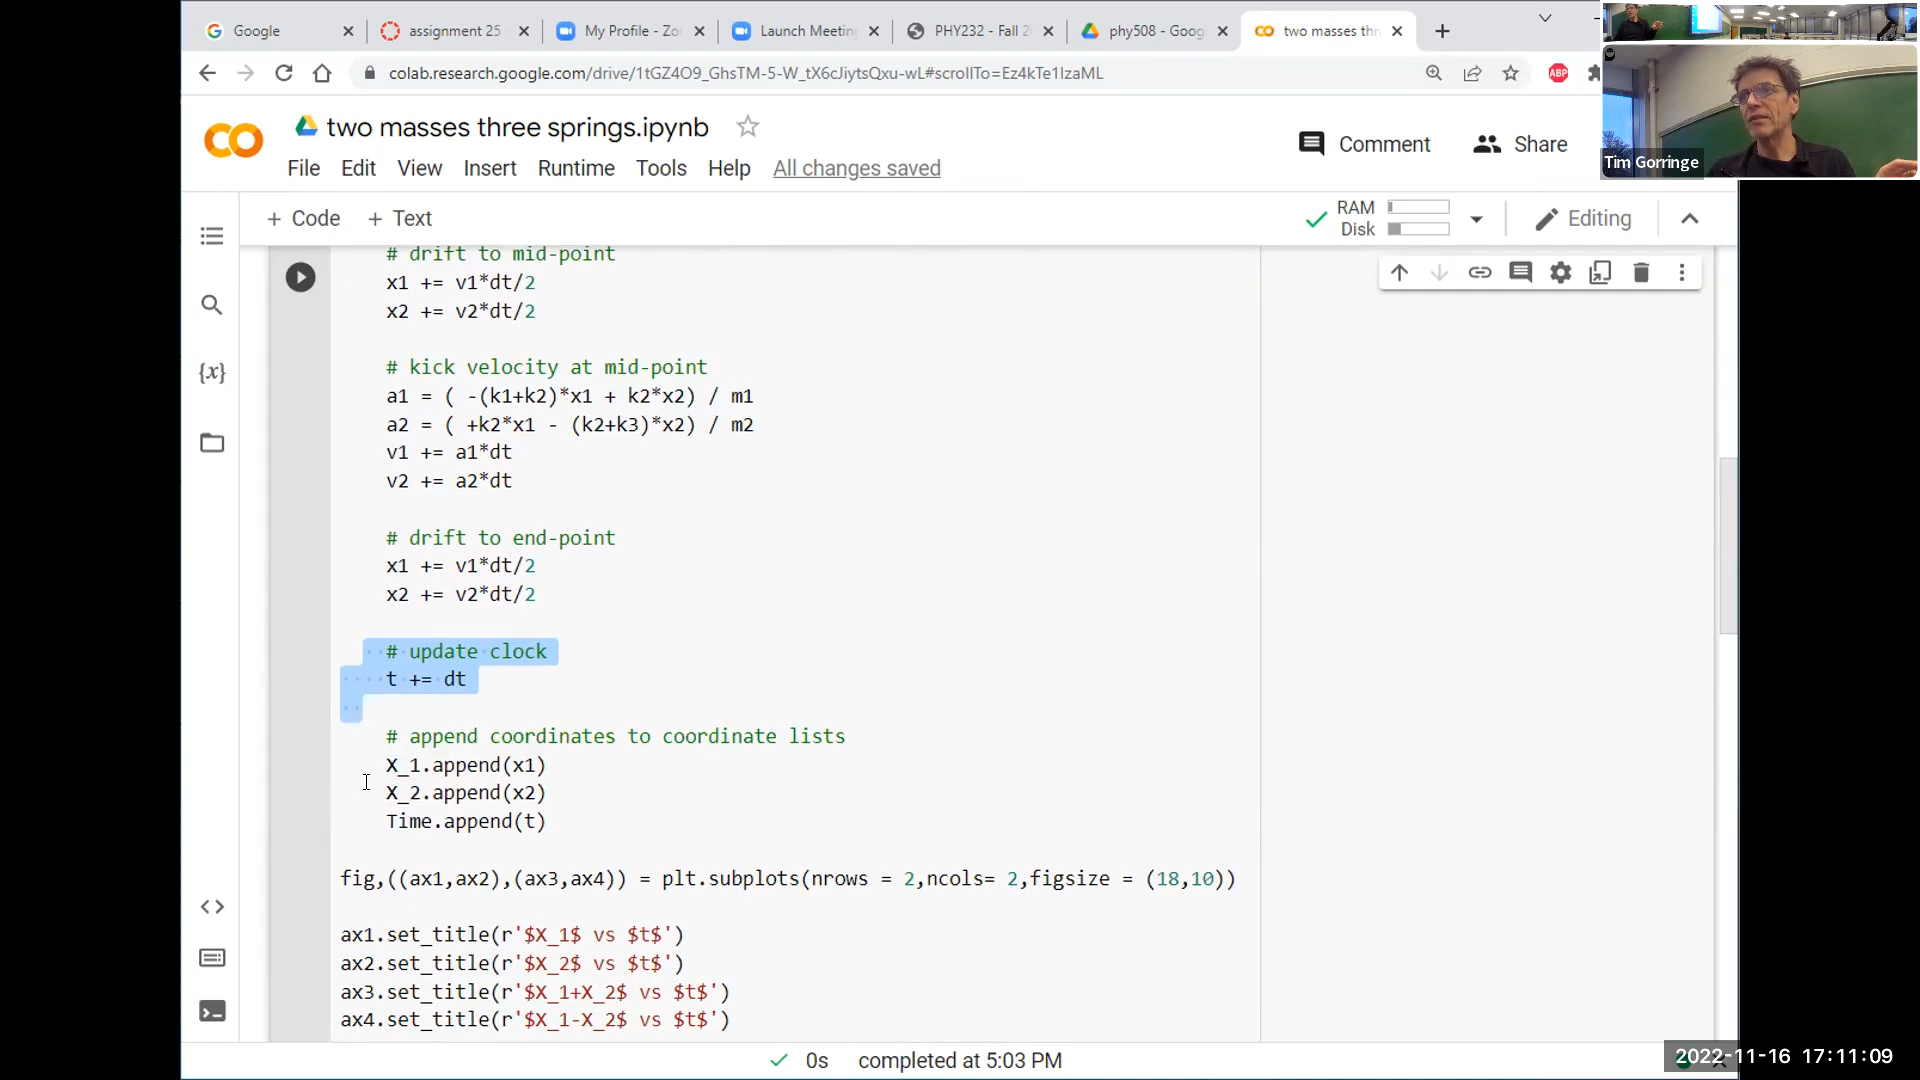 Google
assignment 25
My Profile - Zo
Launch Meetin
PHY232 - Fall 2
phy508 - Goog
two masses thr
colab.research.google.com/drive/1tGZ4O9_GhsTM-5-W_tX6cJiytsQxu-wL#scrollTo=Ez4kTe1IzaML
ABP
two masses three springs.ipynb
Comment
Share
Tim Gorringe
File Edit View Insert Runtime Tools Help All changes saved
+ Code + Text
RAM
Disk
Editing
# drift to mid-point
x1 += v1*dt/2
x2 += v2*dt/2
# kick velocity at mid-point
a1 = ( -(k1+k2)*x1 + k2*x2) / m1
a2 = ( +k2*x1 - (k2+k3)*x2) / m2
v1 += a1*dt
v2 += a2*dt
# drift to end-point
x1 += v1*dt/2
x2 += v2*dt/2
# update clock
t += dt
# append coordinates to coordinate lists
X_1.append(x1)
X_2.append(x2)
Time.append(t)
fig,((ax1,ax2),(ax3,ax4)) = plt.subplots(nrows = 2,ncols= 2,figsize = (18,10))
ax1.set_title(r'$X_1$ vs $t$')
ax2.set_title(r'$X_2$ vs $t$')
ax3.set_title(r'$X_1+X_2$ vs $t$')
ax4.set_title(r'$X_1-X_2$ vs $t$')
0s completed at 5:03 PM
2022-11-16 17:11:09